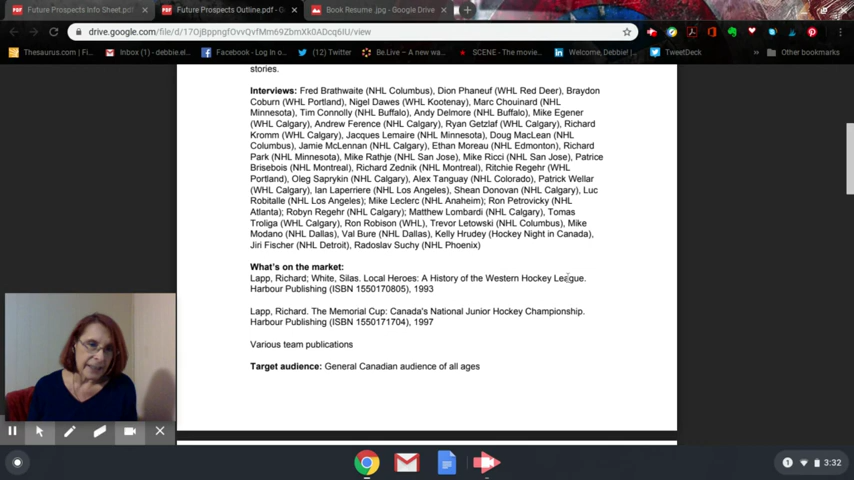 Future Prospects Info Sheet.pdf
Future Prospects Outline.pdf - G
Book Resume .jpg - Google Drive
drive.google.com/file/d/17OjBppngfOvvQvfMm69ZbmXk0ADCq6IU/view
Thesaurus.com | Fi...
Inbox (1) - debbie.el...
Facebook - Log In o...
(12) Twitter
Be.Live – A new wa...
SCENE - The movie...
Welcome, Debbie! |...
TweetDeck
Other bookmarks
stories.
Interviews: Fred Brathwaite (NHL Columbus), Dion Phaneuf (WHL Red Deer), Braydon
Coburn (WHL Portland), Nigel Dawes (WHL Kootenay), Marc Chouinard (NHL
Minnesota), Tim Connolly (NHL Buffalo), Andy Delmore (NHL Buffalo), Mike Egener
(WHL Calgary), Andrew Ference (NHL Calgary), Ryan Getzlaf (WHL Calgary), Richard
Kromm (WHL Calgary), Jacques Lemaire (NHL Minnesota), Doug MacLean (NHL
Columbus), Jamie McLennan (NHL Calgary), Ethan Moreau (NHL Edmonton), Richard
Park (NHL Minnesota), Mike Rathje (NHL San Jose), Mike Ricci (NHL San Jose), Patrice
Brisebois (NHL Montreal), Richard Zednik (NHL Montreal), Ritchie Regehr (WHL
Portland), Oleg Saprykin (NHL Calgary), Alex Tanguay (NHL Colorado), Patrick Wellar
(WHL Calgary), Ian Laperriere (NHL Los Angeles), Shean Donovan (NHL Calgary), Luc
Robitalle (NHL Los Angeles); Mike Leclerc (NHL Anaheim); Ron Petrovicky (NHL
Atlanta); Robyn Regehr (NHL Calgary); Matthew Lombardi (NHL Calgary), Tomas
Troliga (WHL Calgary), Ron Robison (WHL), Trevor Letowski (NHL Columbus), Mike
Modano (NHL Dallas), Val Bure (NHL Dallas), Kelly Hrudey (Hockey Night in Canada),
Jiri Fischer (NHL Detroit), Radoslav Suchy (NHL Phoenix)
What's on the market:
Lapp, Richard; White, Silas. Local Heroes: A History of the Western Hockey League.
Harbour Publishing (ISBN 1550170805), 1993
Lapp, Richard. The Memorial Cup: Canada's National Junior Hockey Championship.
Harbour Publishing (ISBN 1550171704), 1997
Various team publications
Target audience: General Canadian audience of all ages
1
3:32